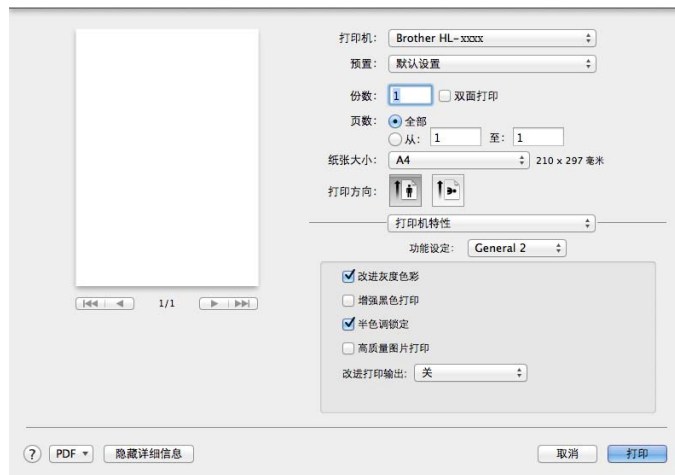 打印机: Brother HL-xxxx
预置: 默认设置
份数: 1 双面打印
页数: 全部
从: 1 至: 1
纸张大小: A4 210 x 297 毫米
打印方向:
打印机特性
功能设定: General 2
改进灰度色彩
增强黑色打印
1/1
半色调锁定
高质量图片打印
改进打印输出: 关
? PDF 隐藏详细信息 取消 打印